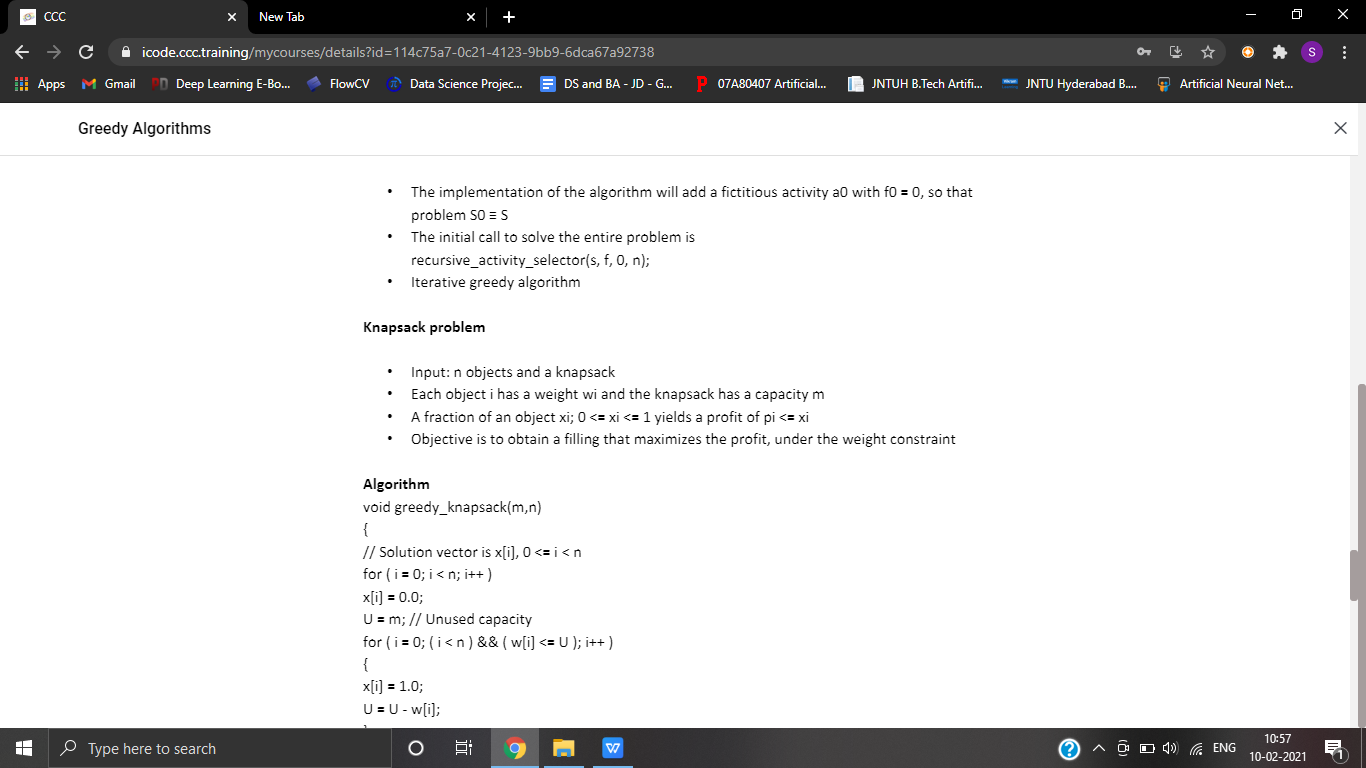 CCC
New Tab
icode.ccc.training/mycourses/details?id=114c75a7-0c21-4123-9bb9-6dca67a92738
S
Apps Gmail Deep Learning E-Bo... FlowCV Data Science Projec... DS and BA - JD - G... 07A80407 Artificial... JNTUH B.Tech Artifi... JNTU Hyderabad B.... Artificial Neural Net...
Greedy Algorithms
• The implementation of the algorithm will add a fictitious activity a0 with f0 = 0, so that
problem S0 ≡ S
• The initial call to solve the entire problem is
recursive_activity_selector(s, f, 0, n);
• Iterative greedy algorithm
Knapsack problem
• Input: n objects and a knapsack
• Each object i has a weight wi and the knapsack has a capacity m
• A fraction of an object xi; 0 <= xi <= 1 yields a profit of pi <= xi
• Objective is to obtain a filling that maximizes the profit, under the weight constraint
Algorithm
void greedy_knapsack(m,n)
{
// Solution vector is x[i], 0 <= i < n
for ( i = 0; i < n; i++ )
x[i] = 0.0;
U = m; // Unused capacity
for ( i = 0; ( i < n ) && ( w[i] <= U ); i++ )
{
x[i] = 1.0;
U = U - w[i];
Type here to search
ENG
10:57
10-02-2021
1